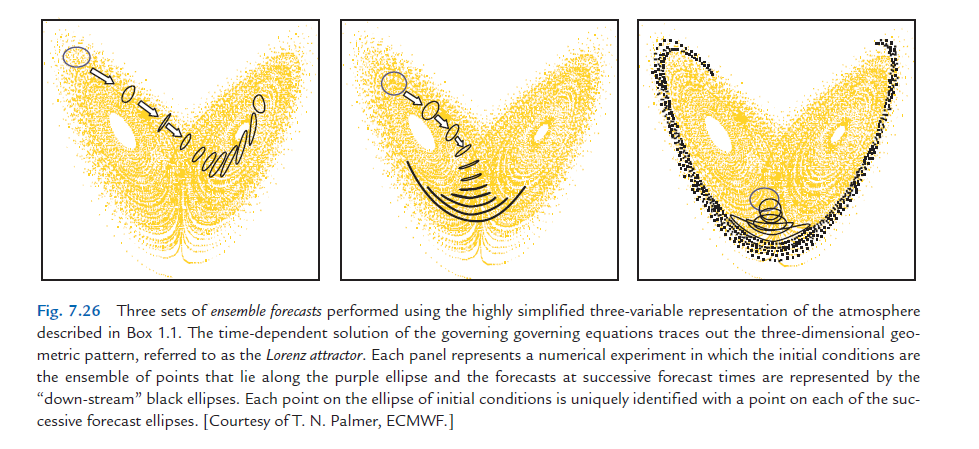 Fig. 7.26 Three sets of ensemble forecasts performed using the highly simplified three-variable representation of the atmosphere
described in Box 1.1. The time-dependent solution of the governing governing equations traces out the three-dimensional geo-
metric pattern, referred to as the Lorenz attractor. Each panel represents a numerical experiment in which the initial conditions are
the ensemble of points that lie along the purple ellipse and the forecasts at successive forecast times are represented by the
“down-stream” black ellipses. Each point on the ellipse of initial conditions is uniquely identified with a point on each of the suc-
cessive forecast ellipses. [Courtesy of T. N. Palmer, ECMWF.]